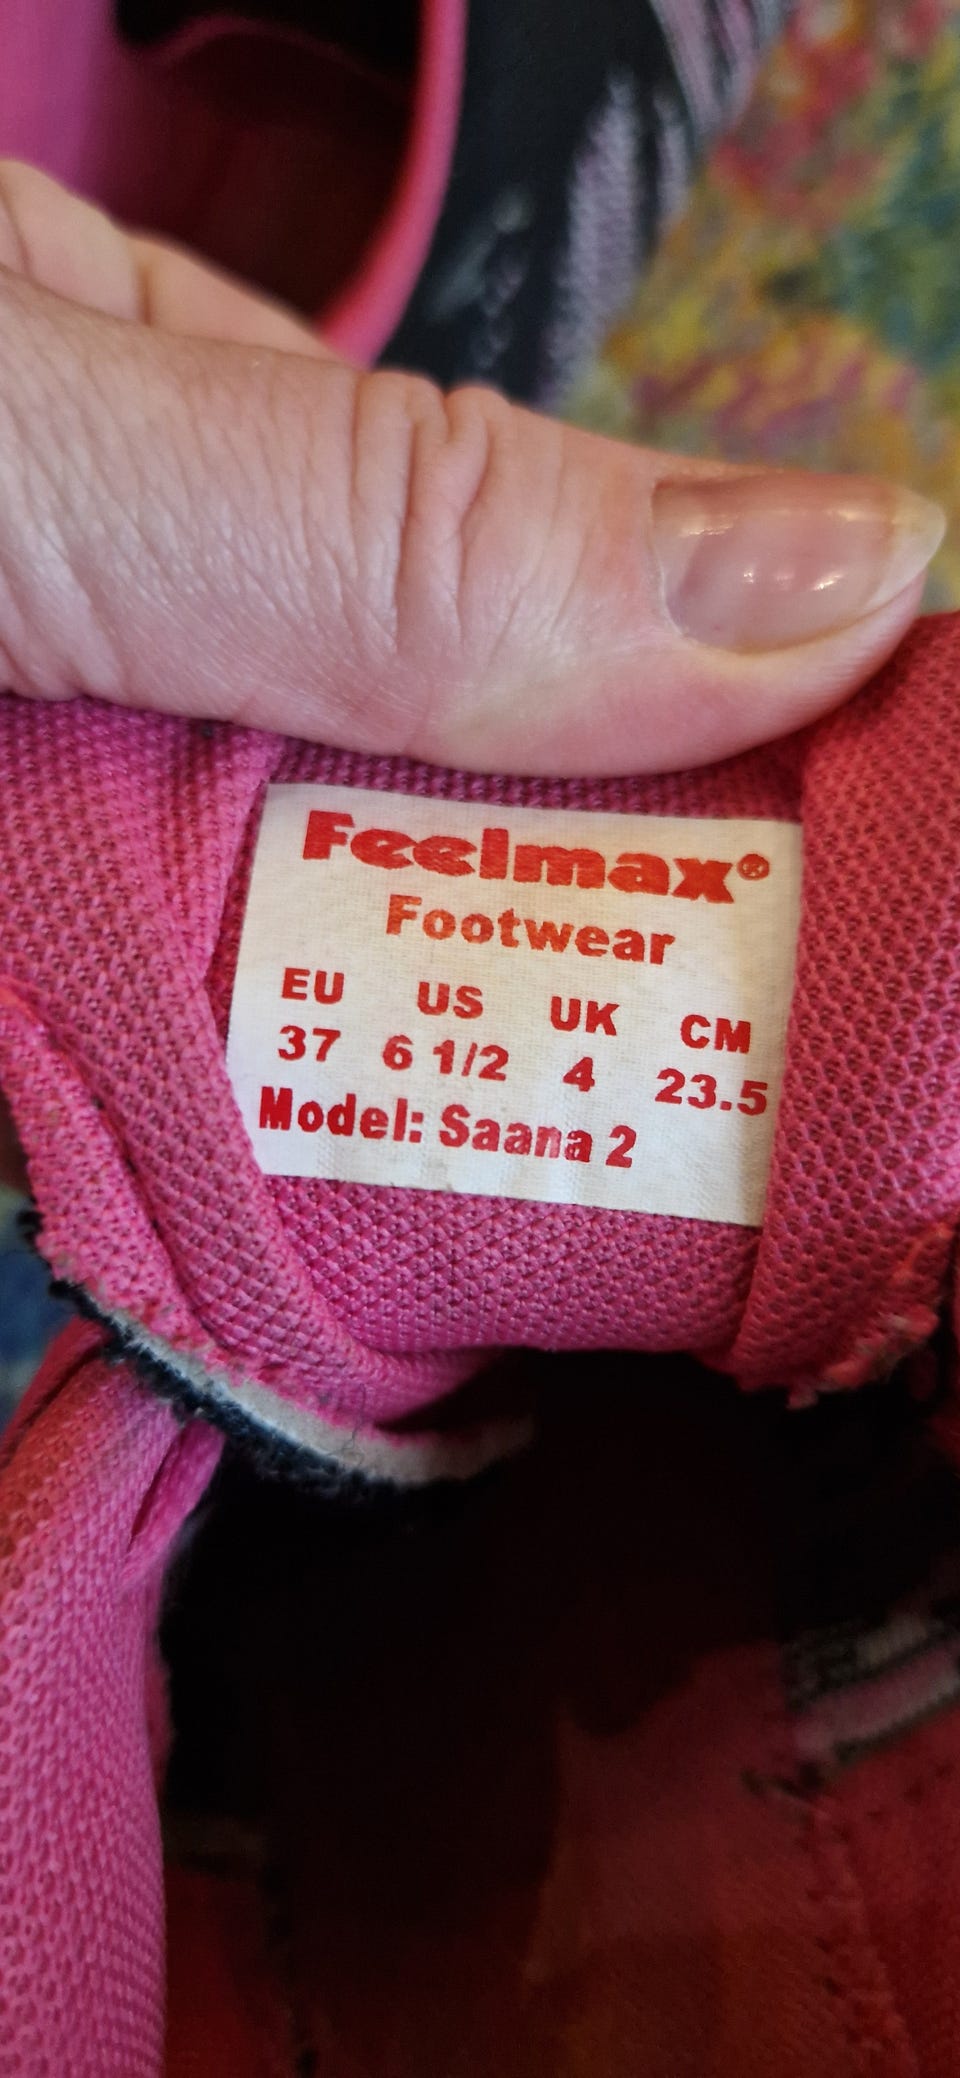 Feelmax®
Footwear
EU US UK CM
37 6 1/2 4 23.5
Model: Saana 2